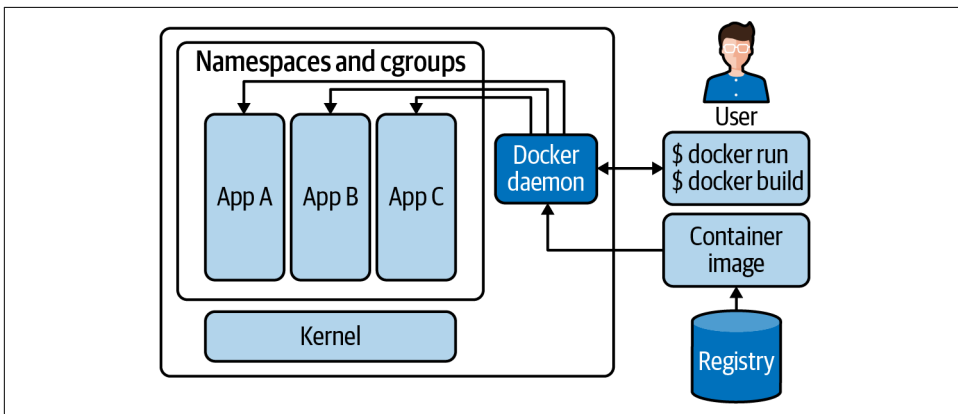 Namespaces and cgroups
App A
App B
App C
Docker
daemon
Kernel
User
$ docker run
$ docker build
Container
image
Registry